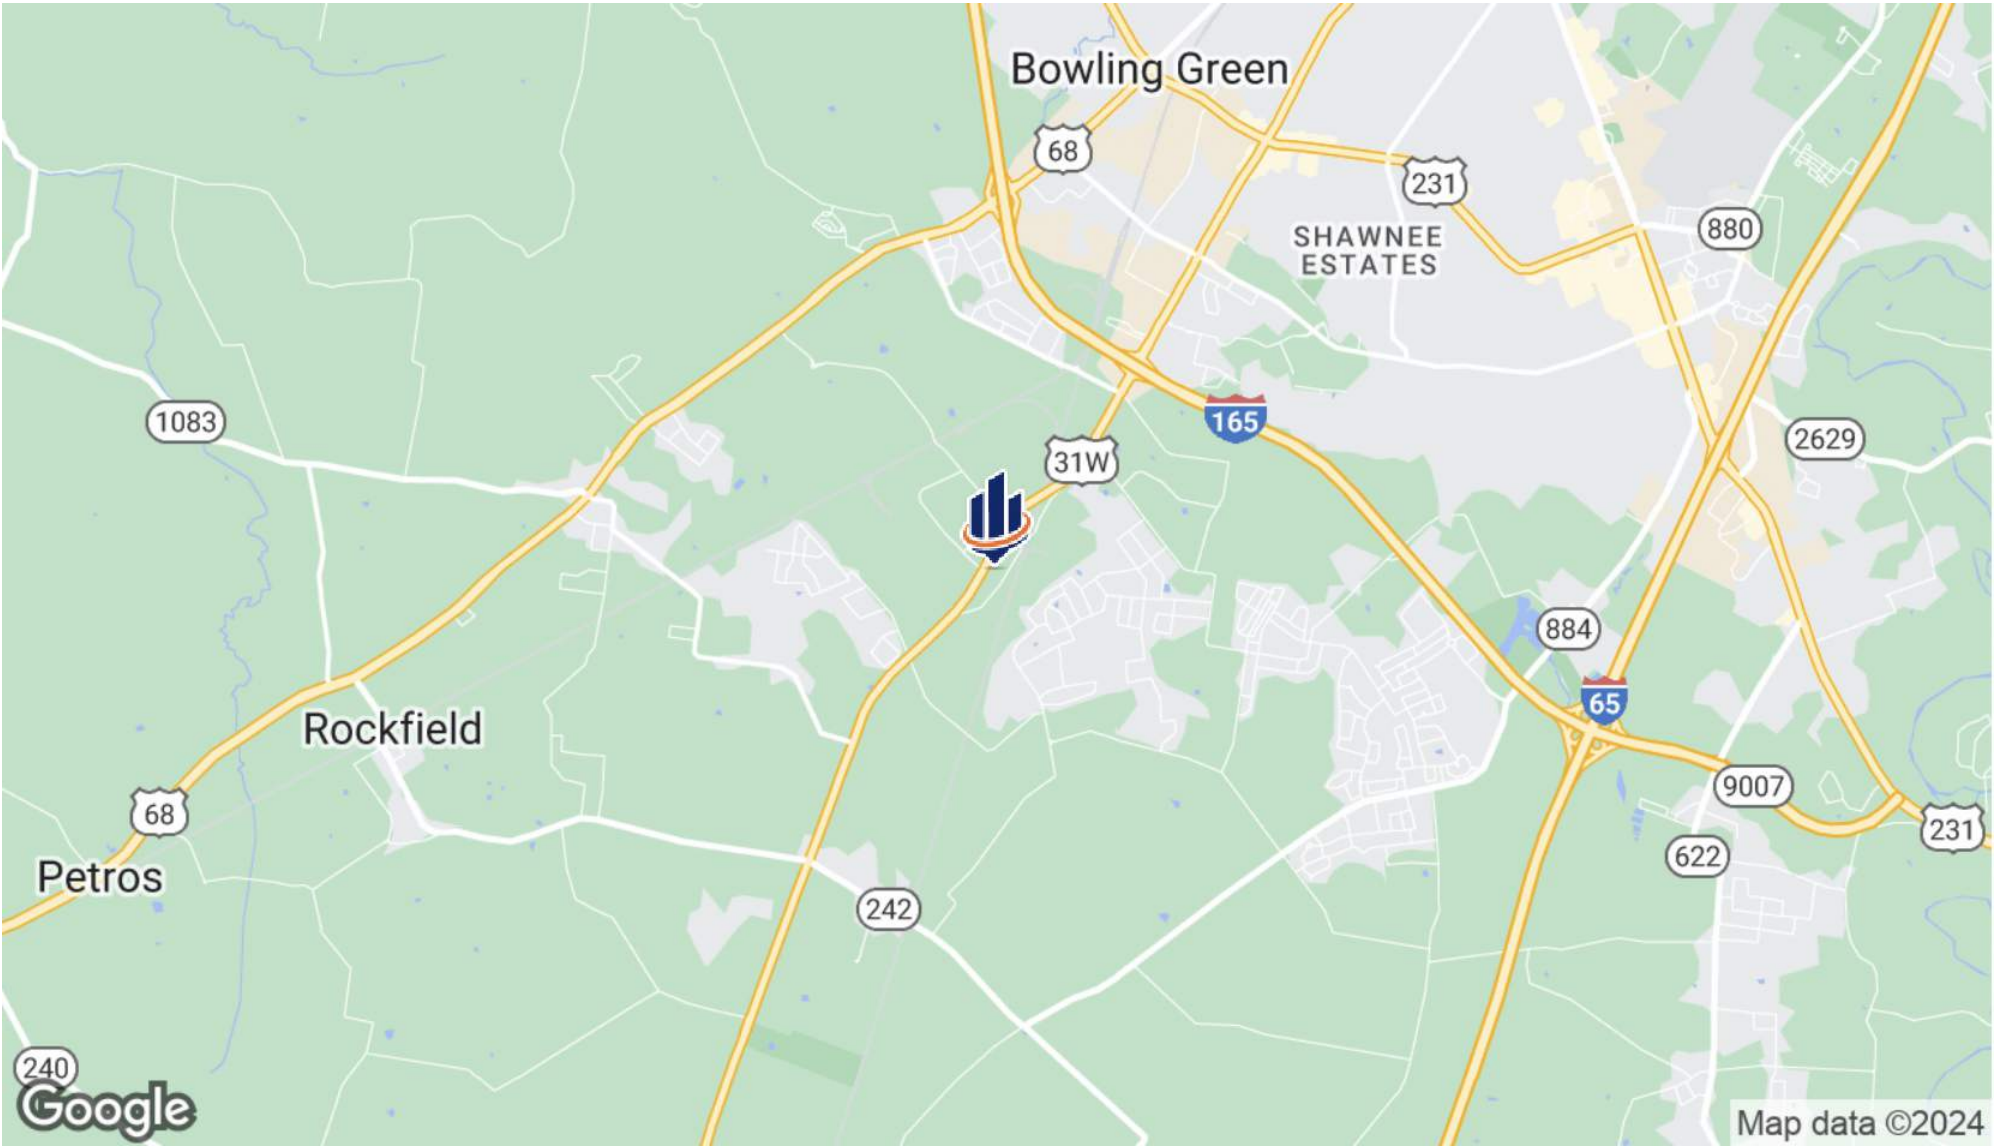 Bowling Green
68
231
880
SHAWNEE
ESTATES
1083
165
2629
31W
884
65
Rockfield
9007
68
231
622
Petros
242
240
Google
Map data ©2024